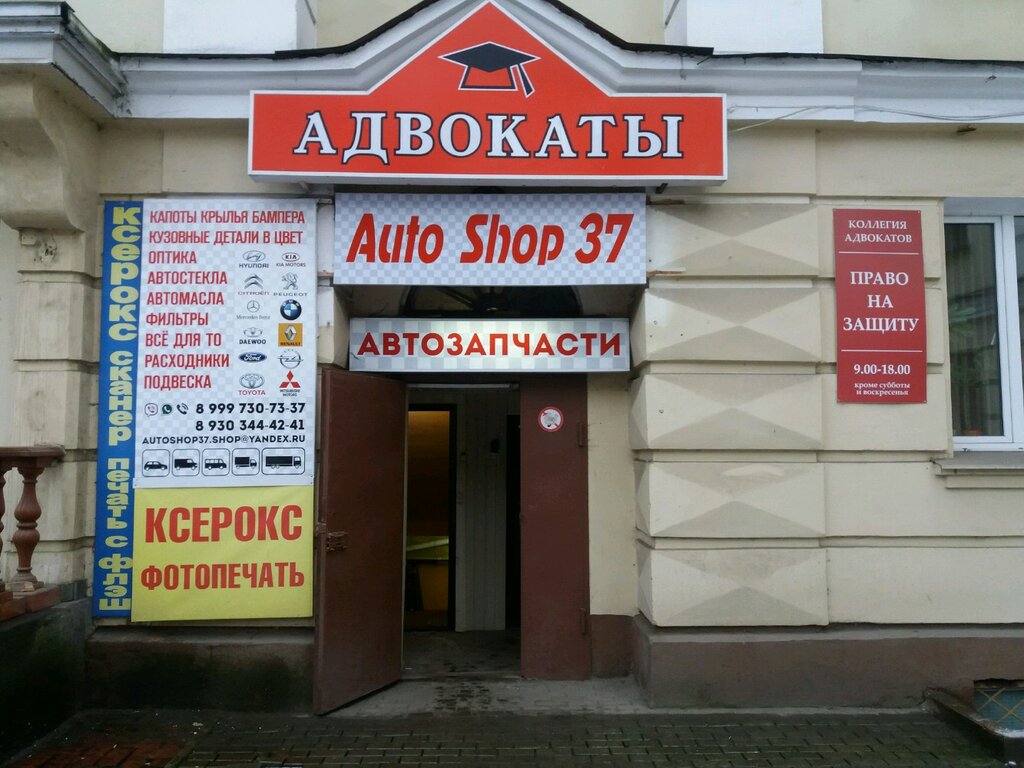 АДВОКАТЫ
Auto Shop 37
АВТОЗАПЧАСТИ
КСЕРОКС СКАНЕР ПЕЧАТЬ С ФЛЭШ
КАПОТЫ КРЫЛЬЯ БАМПЕРА
КУЗОВНЫЕ ДЕТАЛИ В ЦВЕТ
ОПТИКА
АВТОСТЕКЛА
АВТОМАСЛА
ФИЛЬТРЫ
ВСЁ ДЛЯ ТО
РАСХОДНИКИ
ПОДВЕСКА
HYUNDAI
KIA MOTORS
CITROËN
PEUGEOT
Mercedes-Benz
DAEWOO
RENAULT
Ford
TOYOTA
MITSUBISHI
MOTORS
8 999 730-73-37
8 930 344-42-41
AUTOSHOP37.SHOP@YANDEX.RU
КСЕРОКС
ФОТОПЕЧАТЬ
КОЛЛЕГИЯ
АДВОКАТОВ
ПРАВО
НА
ЗАЩИТУ
9.00-18.00
кроме субботы
и воскресенья